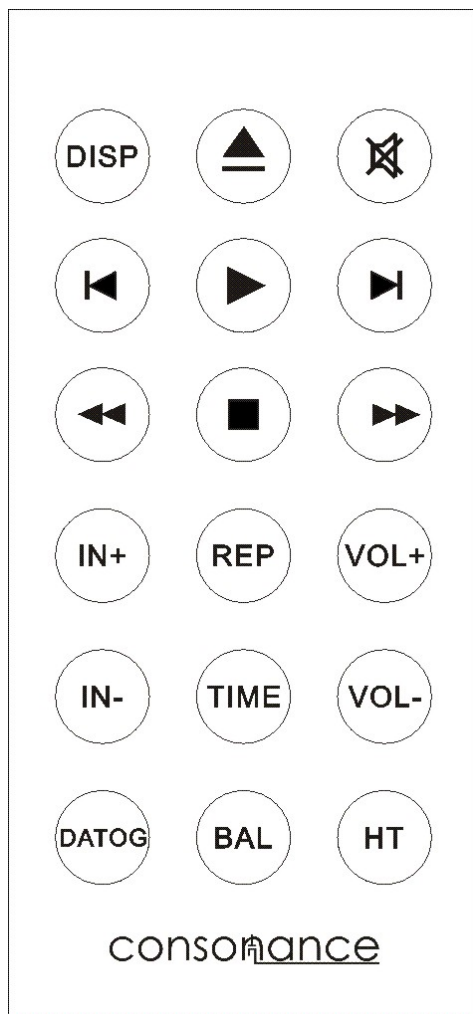 DISP
IN+ REP VOL+
IN- TIME VOL-
DATOG BAL HT
consonance